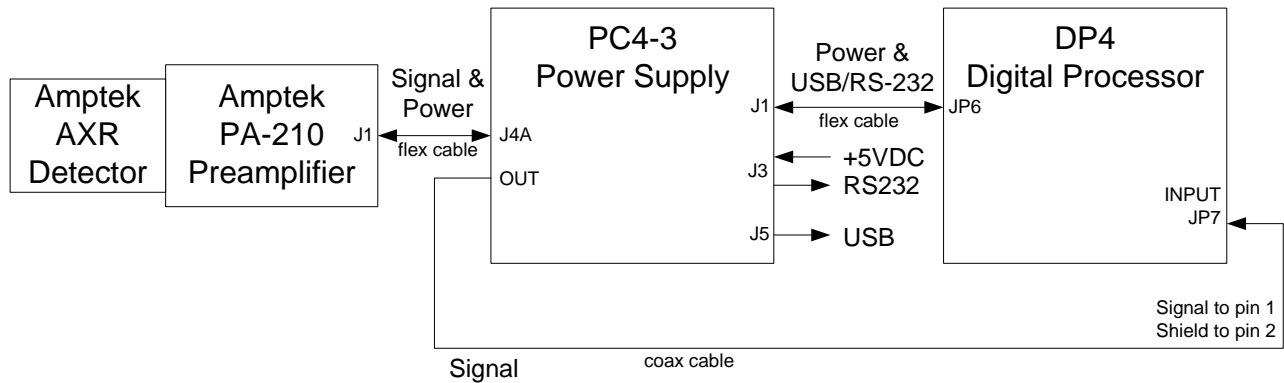 Amptek
AXR
Detector
Amptek
PA-210
Preamplifier
J1
Signal &
Power
flex cable
PC4-3
Power Supply
J4A
OUT
J1
J3
J5
Power &
USB/RS-232
flex cable
+5VDC
RS232
USB
DP4
Digital Processor
JP6
INPUT
JP7
Signal to pin 1
Shield to pin 2
Signal
coax cable